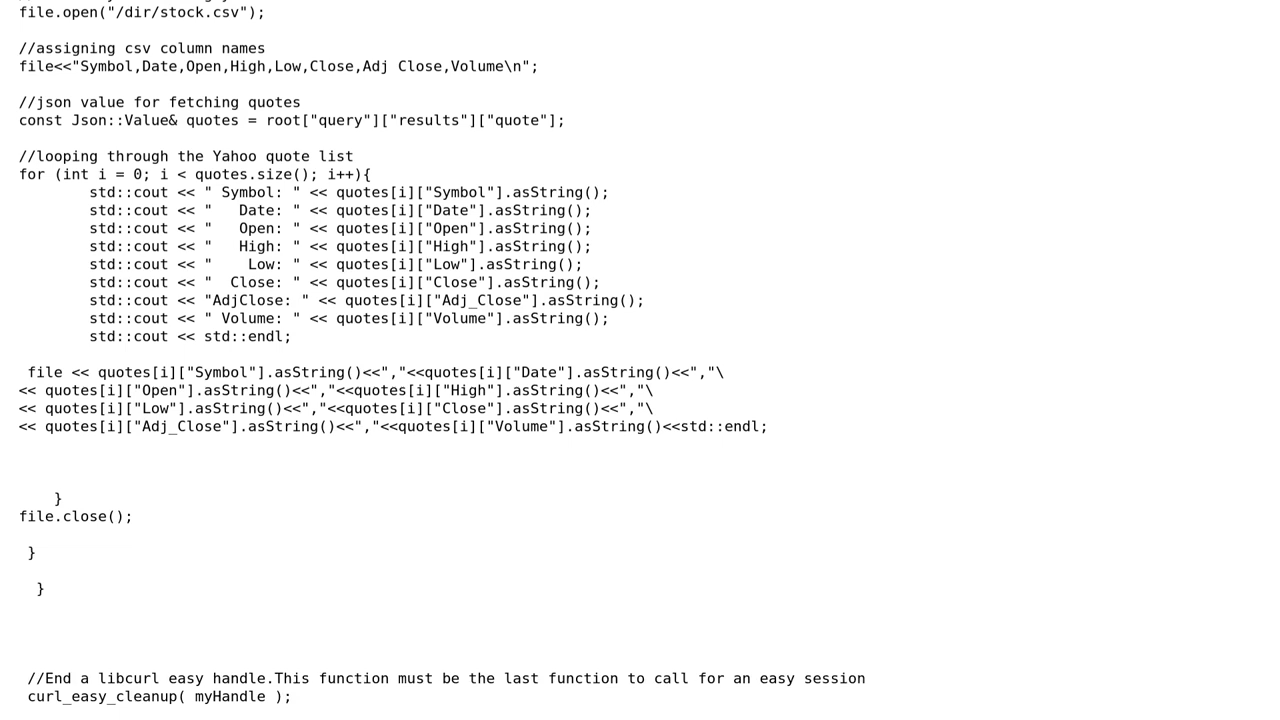 file.open("/dir/stock.csv");
//assigning csv column names
file<<"Symbol,Date,Open,High,Low,Close,Adj Close,Volume\n";
//json value for fetching quotes
const Json::Value& quotes = root["query"]["results"]["quote"];
//looping through the Yahoo quote list
for (int i = 0; i < quotes.size(); i++){
        std::cout << " Symbol: " << quotes[i]["Symbol"].asString();
        std::cout << "   Date: " << quotes[i]["Date"].asString();
        std::cout << "   Open: " << quotes[i]["Open"].asString();
        std::cout << "   High: " << quotes[i]["High"].asString();
        std::cout << "    Low: " << quotes[i]["Low"].asString();
        std::cout << "  Close: " << quotes[i]["Close"].asString();
        std::cout << "AdjClose: " << quotes[i]["Adj_Close"].asString();
        std::cout << " Volume: " << quotes[i]["Volume"].asString();
        std::cout << std::endl;
 file << quotes[i]["Symbol"].asString()<<","<<quotes[i]["Date"].asString()<<","\
<< quotes[i]["Open"].asString()<<","<<quotes[i]["High"].asString()<<","\
<< quotes[i]["Low"].asString()<<","<<quotes[i]["Close"].asString()<<","\
<< quotes[i]["Adj_Close"].asString()<<","<<quotes[i]["Volume"].asString()<<std::endl;
    }
file.close();
 }
  }
 //End a libcurl easy handle.This function must be the last function to call for an easy session
 curl_easy_cleanup( myHandle );